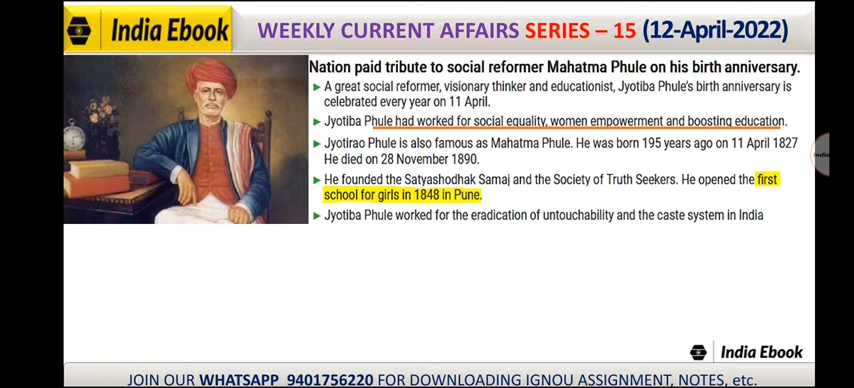 India Ebook
WEEKLY CURRENT AFFAIRS SERIES – 15 (12-April-2022)
Nation paid tribute to social reformer Mahatma Phule on his birth anniversary.
A great social reformer, visionary thinker and educationist, Jyotiba Phule's birth anniversary is
celebrated every year on 11 April.
Jyotiba Phule had worked for social equality, women empowerment and boosting education.
Jyotirao Phule is also famous as Mahatma Phule. He was born 195 years ago on 11 April 1827
He died on 28 November 1890.
He founded the Satyashodhak Samaj and the Society of Truth Seekers. He opened the first
school for girls in 1848 in Pune.
Jyotiba Phule worked for the eradication of untouchability and the caste system in India
India Ebook
JOIN OUR WHATSAPP 9401756220 FOR DOWNLOADING IGNOU ASSIGNMENT, NOTES, etc.